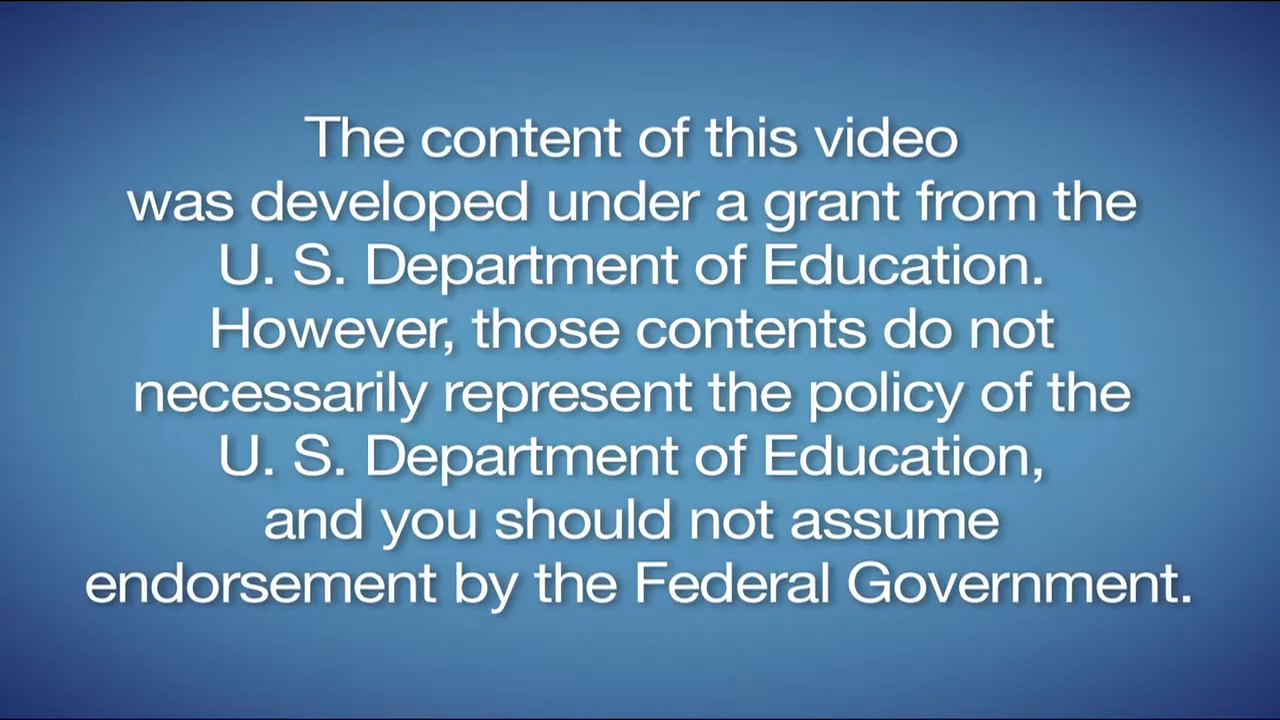 The content of this video
was developed under a grant from the
U. S. Department of Education.
However, those contents do not
necessarily represent the policy of the
U. S. Department of Education,
and you should not assume
endorsement by the Federal Government.